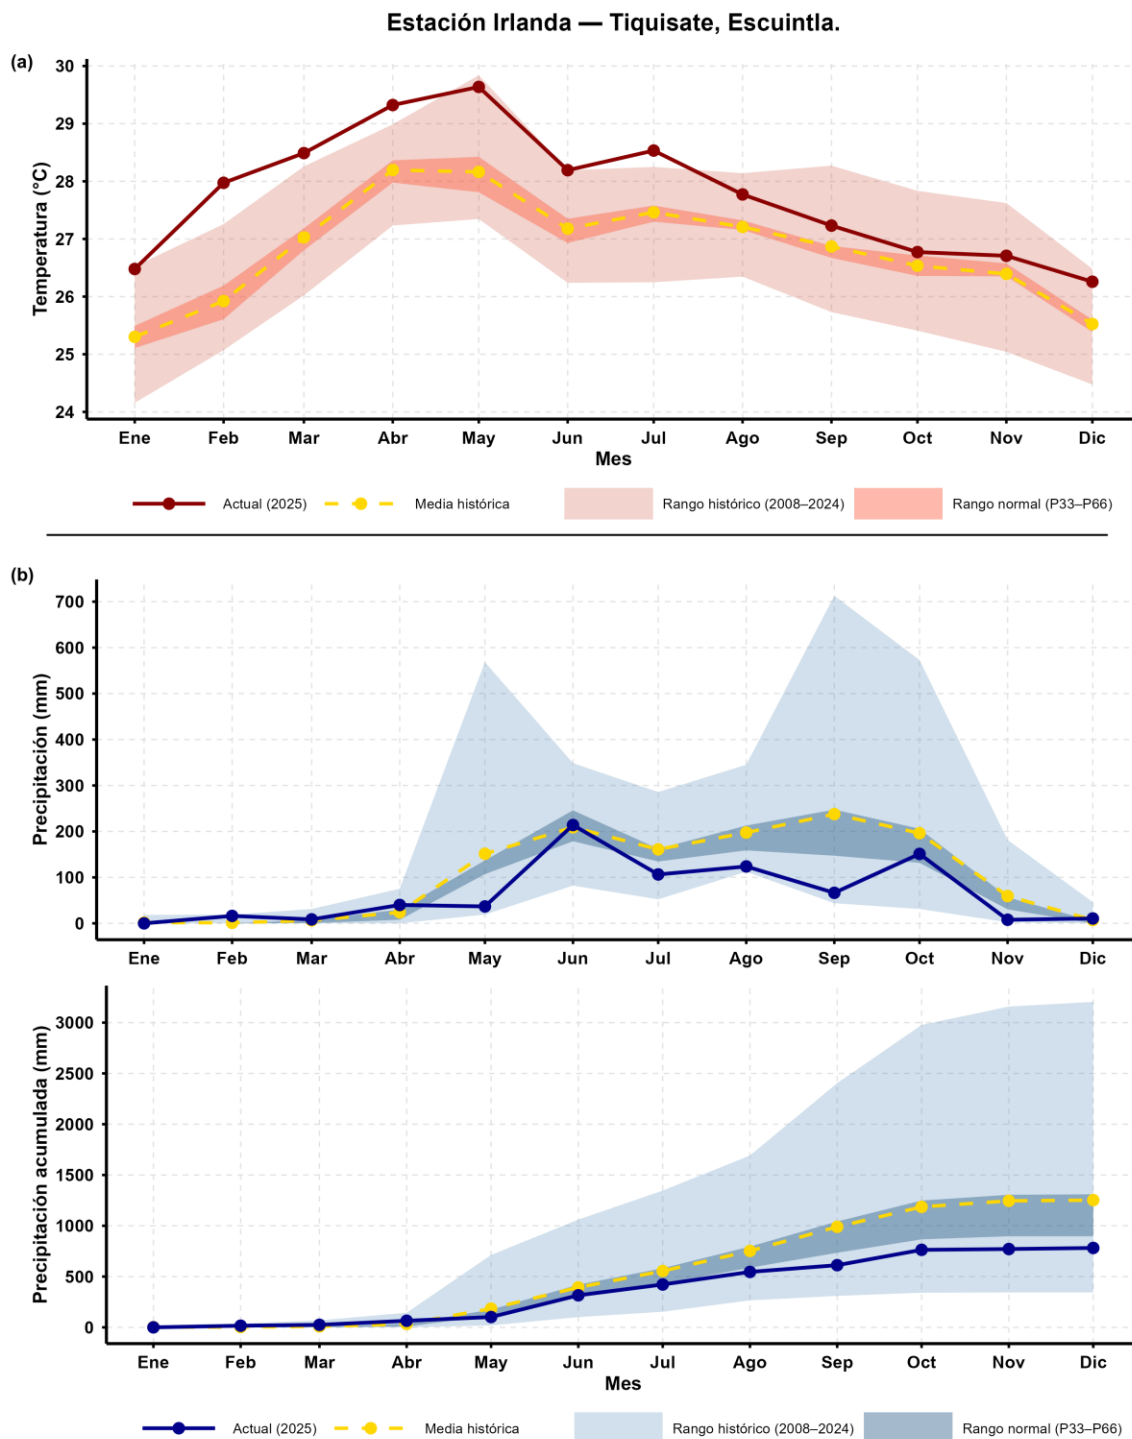 Estación Irlanda — Tiquisate, Escuintla.
(a)
Temperatura (°C)
30
29
28
27
26
25
24
Ene Feb Mar Abr May Jun Jul Ago Sep Oct Nov Dic
Mes
Actual (2025) Media histórica Rango histórico (2008–2024) Rango normal (P33–P66)
(b)
Precipitación (mm)
700
600
500
400
300
200
100
0
Ene Feb Mar Abr May Jun Jul Ago Sep Oct Nov Dic
Precipitación acumulada (mm)
3000
2500
2000
1500
1000
500
0
Ene Feb Mar Abr May Jun Jul Ago Sep Oct Nov Dic
Mes
Actual (2025) Media histórica Rango histórico (2008–2024) Rango normal (P33–P66)